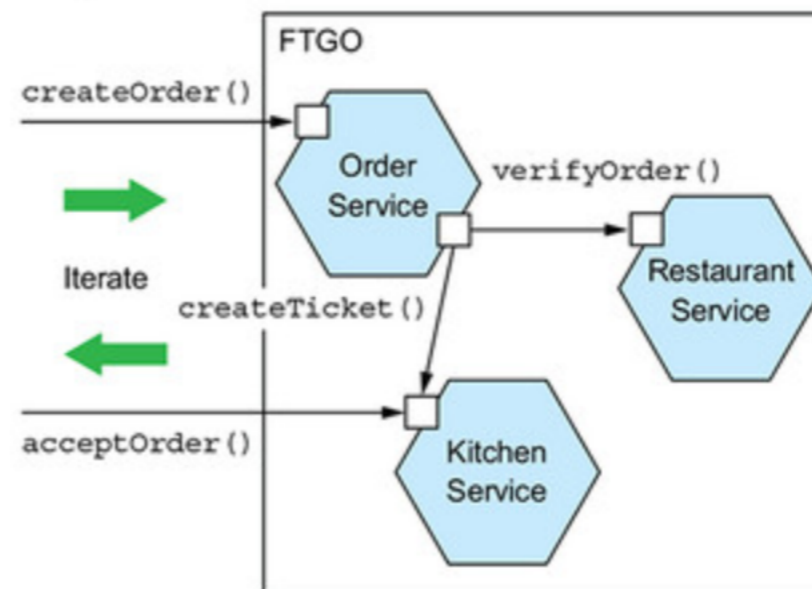 FTGO
createOrder()
Order
Service
verifyOrder()
Iterate
createTicket()
Restaurant
Service
acceptOrder()
Kitchen
Service